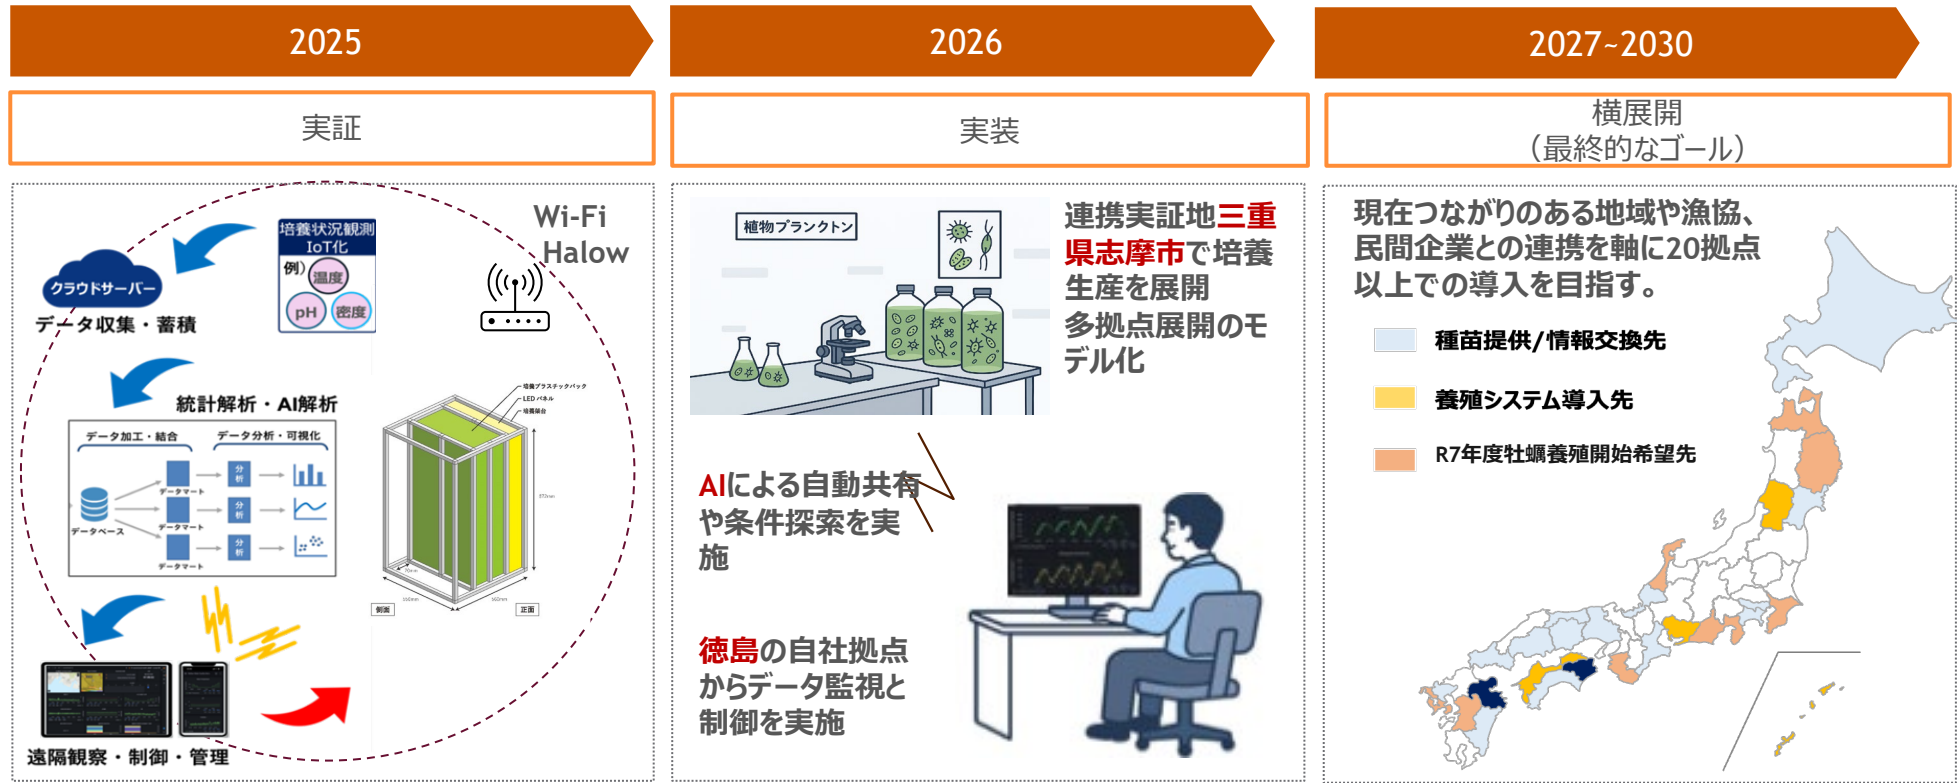 2025
2026
2027~2030
実証
実装
横展開
（最終的なゴール）
Wi-Fi
Halow
培養状況観測
IoT化
例）
温度
pH
密度
クラウドサーバー
データ収集・蓄積
統計解析・AI解析
データ加工・結合
データ分析・可視化
データベース
データマート
データマート
データマート
分析
分析
分析
培養プラスチックバック
LED パネル
培養架台
側面
正面
遠隔観察・制御・管理
植物プランクトン
連携実証地三重
県志摩市で培養
生産を展開
多拠点展開のモ
デル化
AIによる自動共有
や条件探索を実
施
徳島の自社拠点
からデータ監視と
制御を実施
現在つながりのある地域や漁協、
民間企業との連携を軸に20拠点
以上での導入を目指す。
種苗提供/情報交換先
養殖システム導入先
R7年度牡蠣養殖開始希望先